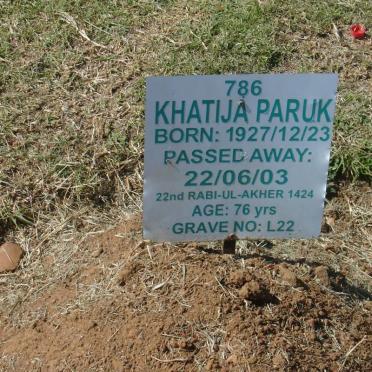 786
KHATIJA PARUK
BORN: 1927/12/23
PASSED AWAY:
22/06/03
22nd RABI-UL-AKHER 1424
AGE: 76 yrs
GRAVE NO: L22